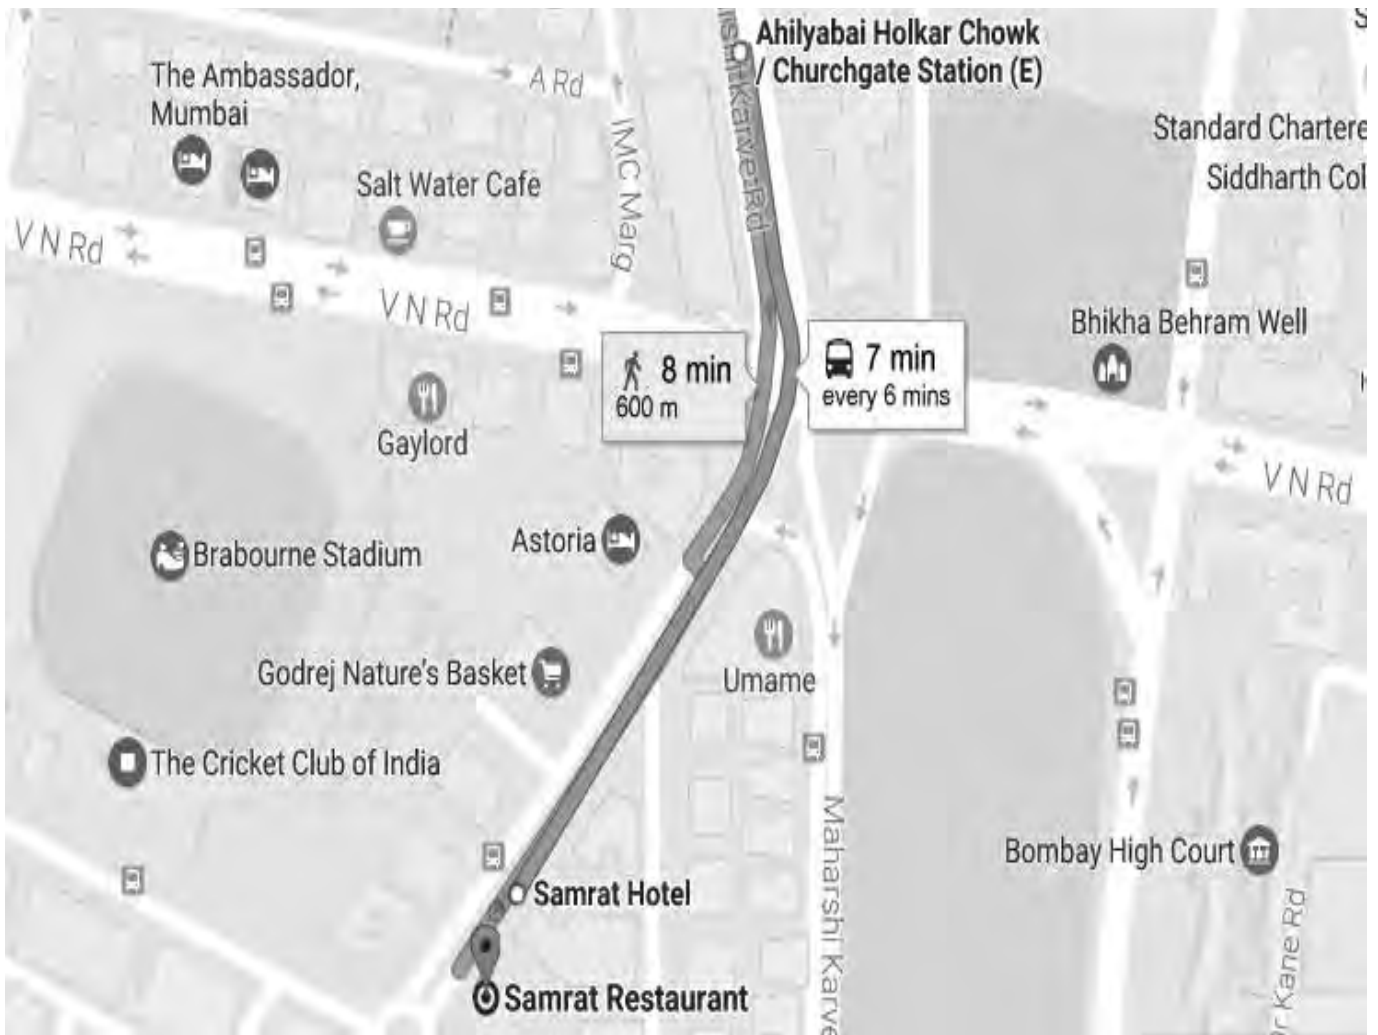 Ahilyabai Holkar Chowk
/ Churchgate Station (E)
The Ambassador,
Mumbai
A Rd
Karve Rd
IMC Marg
Standard Chartere
Siddharth Col
Salt Water Cafe
V N Rd
V N Rd
Bhikha Behram Well
8 min
600 m
7 min
every 6 mins
Gaylord
V N Rd
Astoria
Brabourne Stadium
Umame
Godrej Nature's Basket
The Cricket Club of India
Maharshi Karve
Bombay High Court
Samrat Hotel
r Kane Rd
Samrat Restaurant